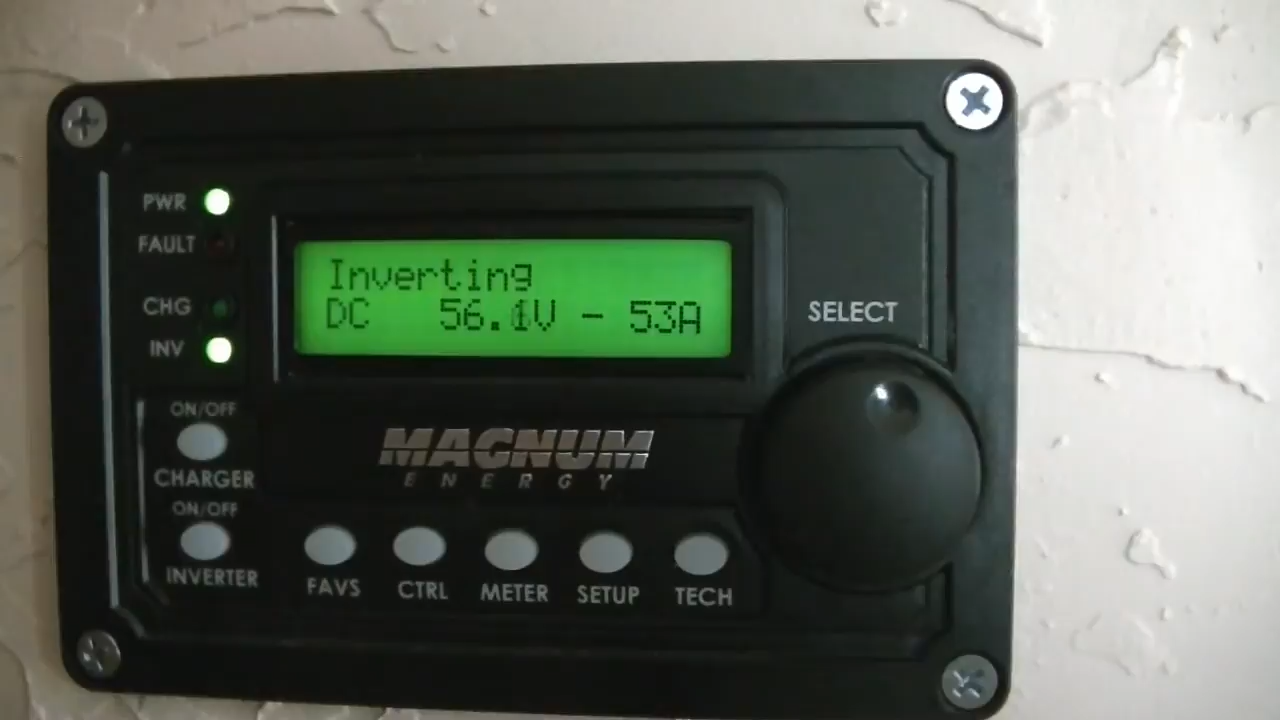 PWR
FAULT
CHG
INV
Inverting
DC 56.1V - 53A
SELECT
ON/OFF
CHARGER
ON/OFF
INVERTER
MAGNUM
ENERGY
FAVS
CTRL
METER
SETUP
TECH